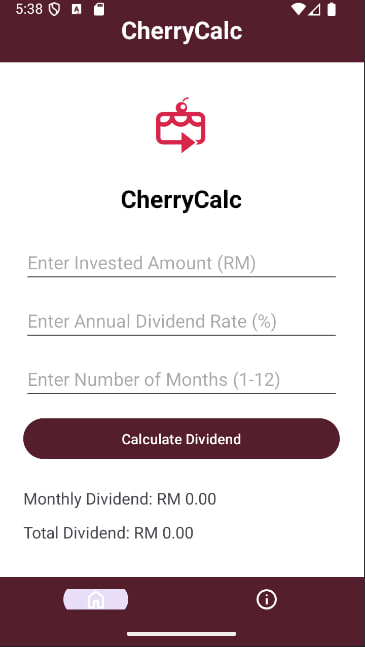 5:38
CherryCalc
CherryCalc
Enter Invested Amount (RM)
Enter Annual Dividend Rate (%)
Enter Number of Months (1-12)
Calculate Dividend
Monthly Dividend: RM 0.00
Total Dividend: RM 0.00